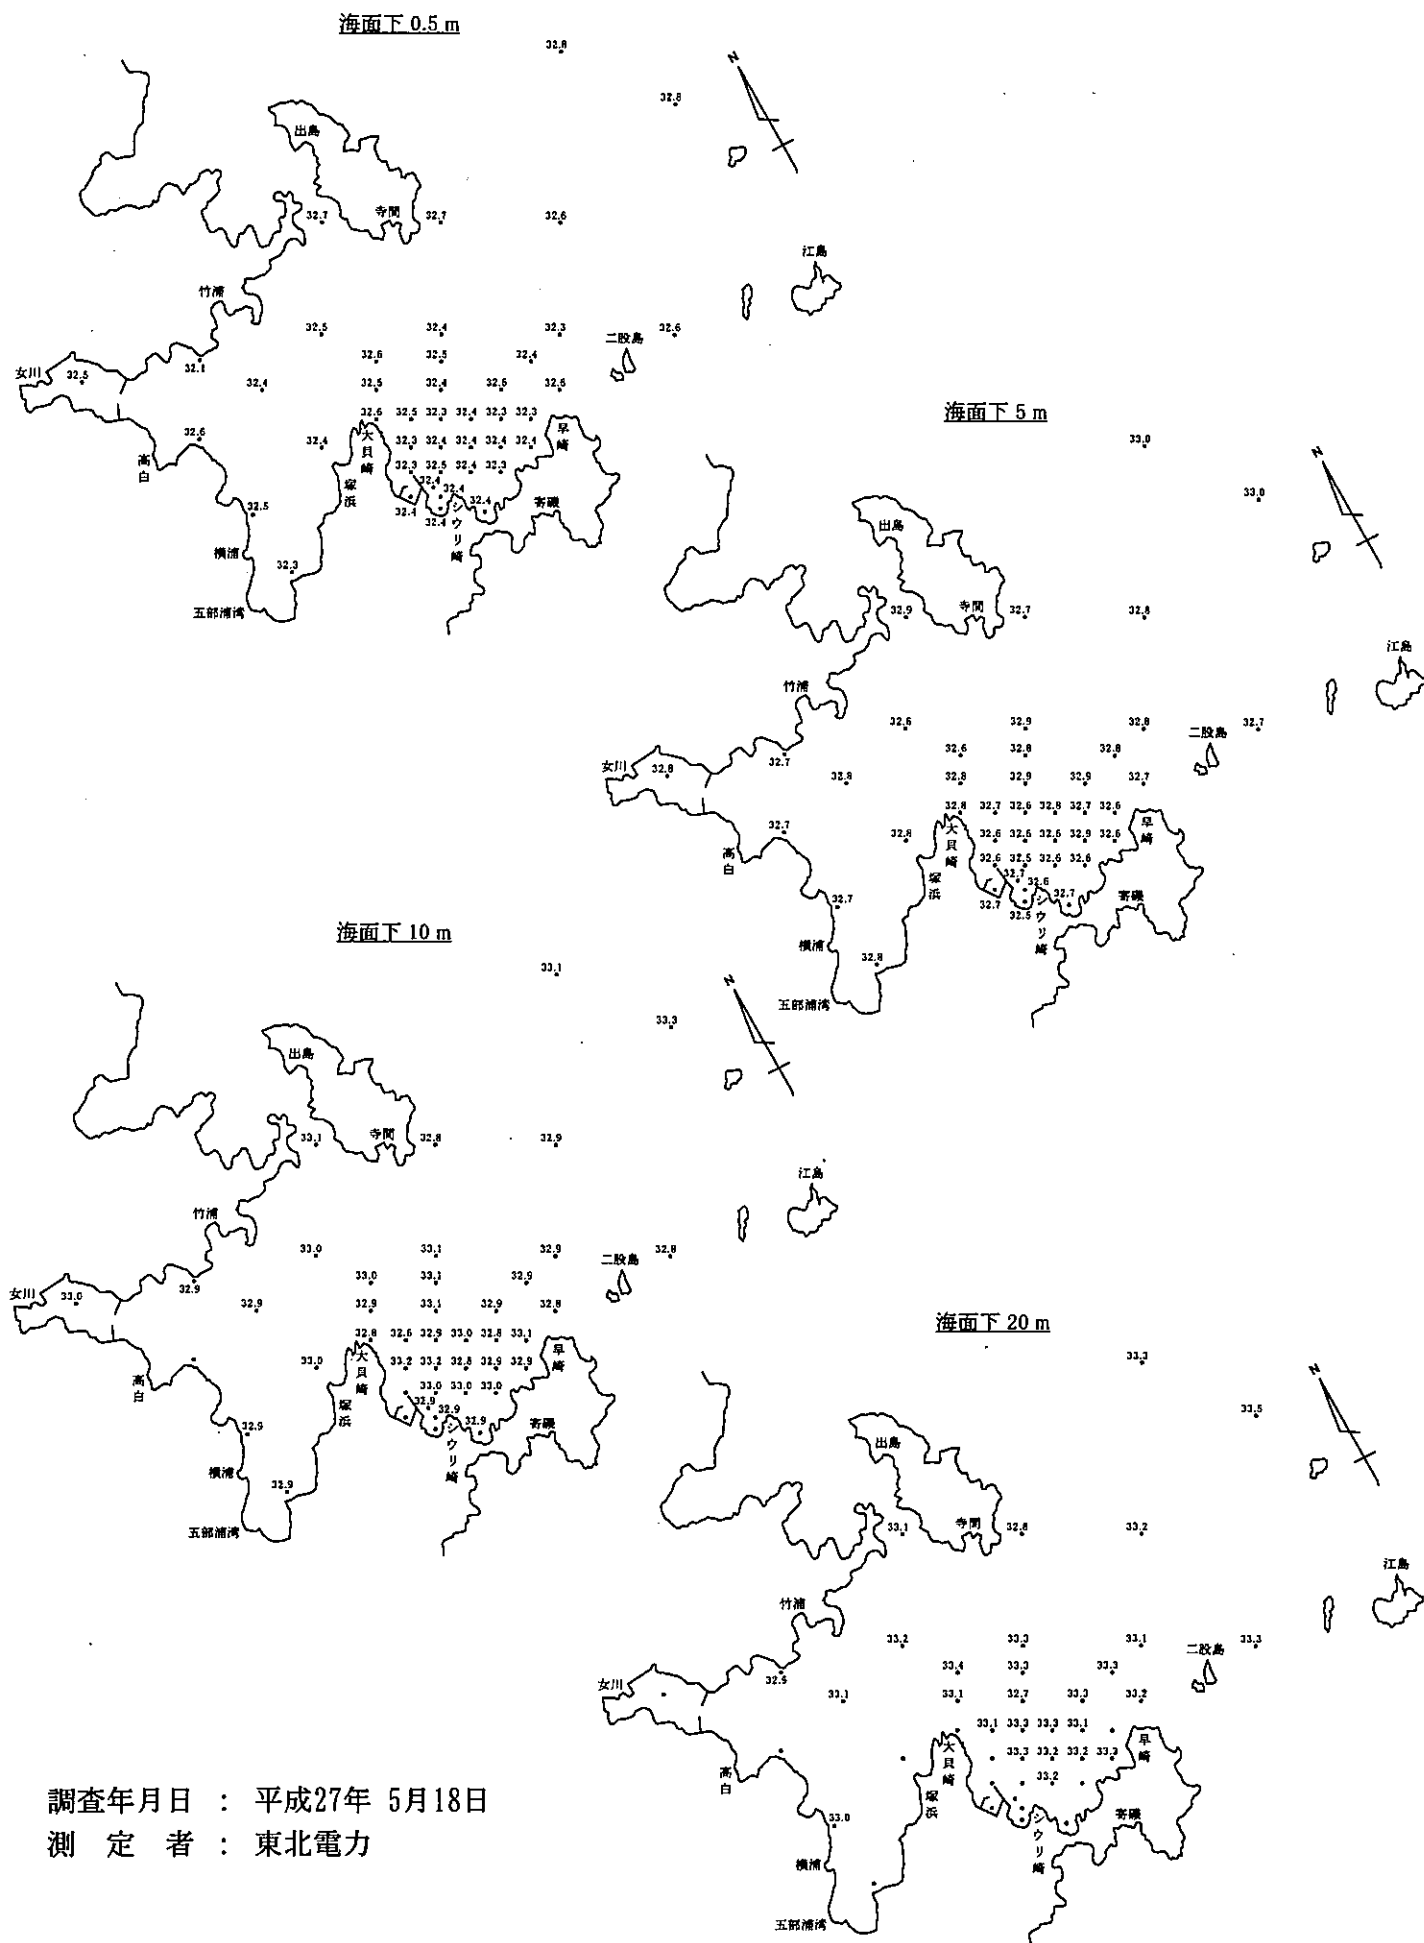 海面下 0.5 m
32.8
32.8
出島
寺間
32.7 32.7 32.6
江島
竹浦
32.5 32.4 32.3 二股島 32.6
32.6 32.5 32.4
女川 32.5 32.1
32.4 32.5 32.4 32.6 32.6
32.6 32.5 32.3 32.4 32.3 32.3
32.6 32.4 大貝崎 32.3 32.4 32.4 32.4 32.4 早崎
高白
32.3 32.5 32.4 32.3
塚浜
32.4 32.4 32.4 寄磯
32.5 32.4 32.4 シウリ崎
横浦
32.3
五部浦湾
海面下 5 m
33.0
33.0
出島
寺間
32.9 32.7 32.8
江島
竹浦
32.6 32.9 32.8 二股島 32.7
32.6 32.8 32.8
女川 32.8 32.7
32.8 32.8 32.9 32.9 32.7
32.8 32.7 32.6 32.8 32.7 32.6
32.7 32.8 大貝崎 32.6 32.6 32.6 32.9 32.6 早崎
高白
32.6 32.5 32.6 32.6
塚浜
32.7 32.6 32.7 寄磯
32.7 32.7 32.5 シウリ崎
横浦
32.8
五部浦湾
海面下 10 m
33.1
33.3
出島
寺間
33.1 32.8 32.9
江島
竹浦
33.0 33.1 32.9 二股島 32.8
33.0 33.1 32.9
女川 33.0 32.9
32.9 32.9 33.1 32.9 32.8
32.8 32.6 32.9 33.0 32.8 33.1
33.0 大貝崎 33.2 33.2 32.8 32.9 32.9 早崎
高白
33.0 33.0 33.0
塚浜
32.9 32.9 32.9 寄磯
32.9 シウリ崎
横浦
32.9
五部浦湾
海面下 20 m
33.3
33.5
出島
寺間
33.1 32.8 33.2
江島
竹浦
33.2 33.3 33.1 二股島 33.3
33.4 33.3 33.3
女川 32.9
33.1 33.1 32.7 33.3 33.2
33.1 33.3 33.3 33.1
大貝崎 33.3 33.2 33.2 33.3 早崎
高白
33.2
塚浜
寄磯
33.0 シウリ崎
横浦
五部浦湾
調査年月日 : 平成27年 5月18日
測 定 者 : 東北電力